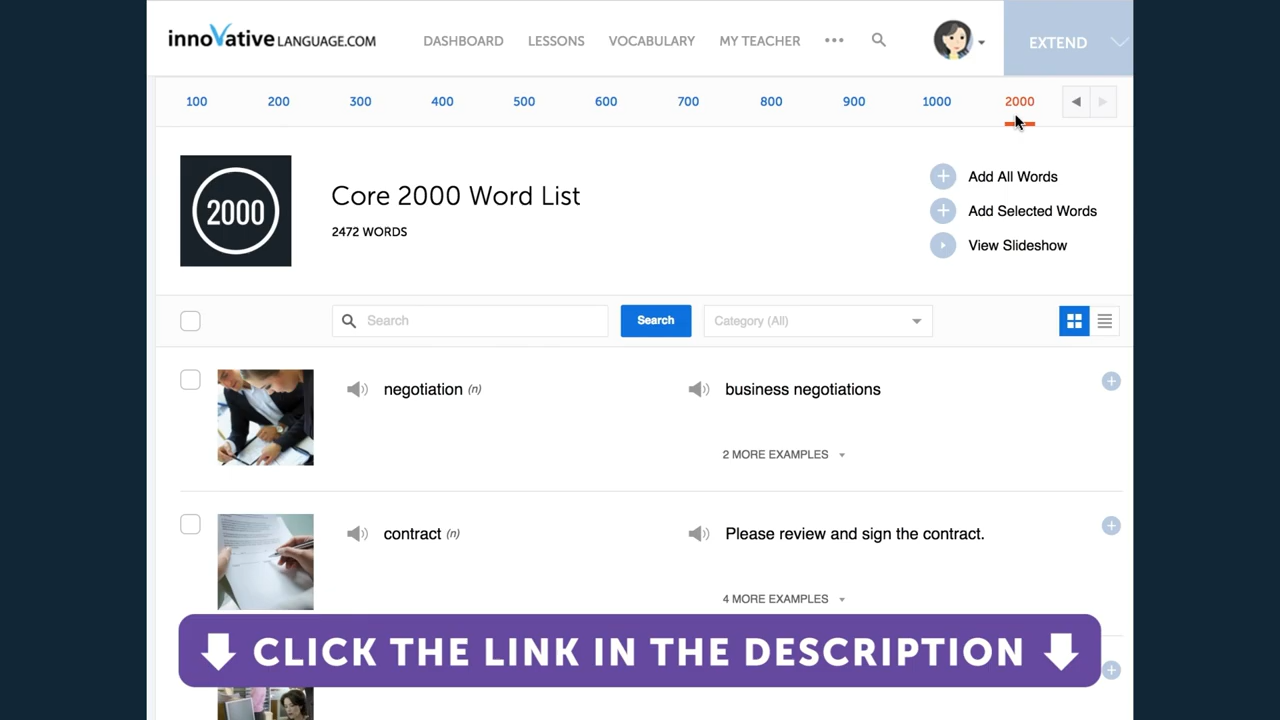 innoVative LANGUAGE.COM DASHBOARD LESSONS VOCABULARY MY TEACHER EXTEND
100 200 300 400 500 600 700 800 900 1000 2000
2000
Core 2000 Word List
2472 WORDS
Add All Words
Add Selected Words
View Slideshow
Search Search Category (All)
negotiation (n) business negotiations
2 MORE EXAMPLES
contract (n) Please review and sign the contract.
4 MORE EXAMPLES
CLICK THE LINK IN THE DESCRIPTION